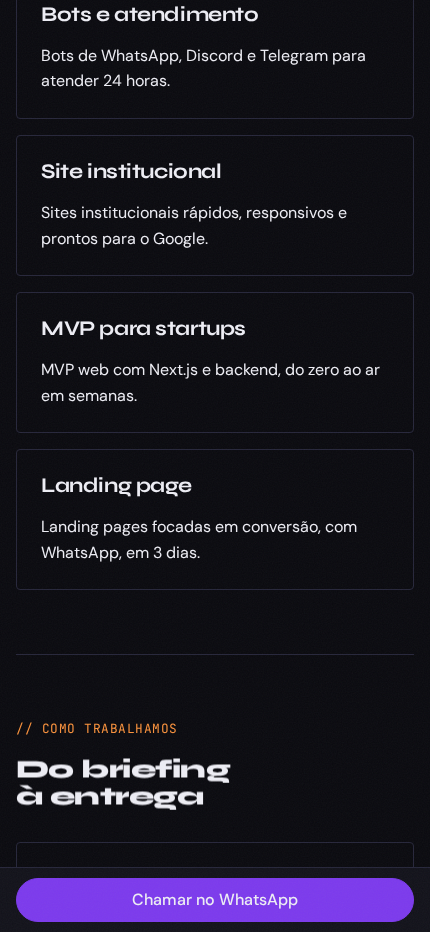 Bots e atendimento
Bots de WhatsApp, Discord e Telegram para
atender 24 horas.
Site institucional
Sites institucionais rápidos, responsivos e
prontos para o Google.
MVP para startups
MVP web com Next.js e backend, do zero ao ar
em semanas.
Landing page
Landing pages focadas em conversão, com
WhatsApp, em 3 dias.
// COMO TRABALHAMOS
Do briefing
à entrega
Chamar no WhatsApp